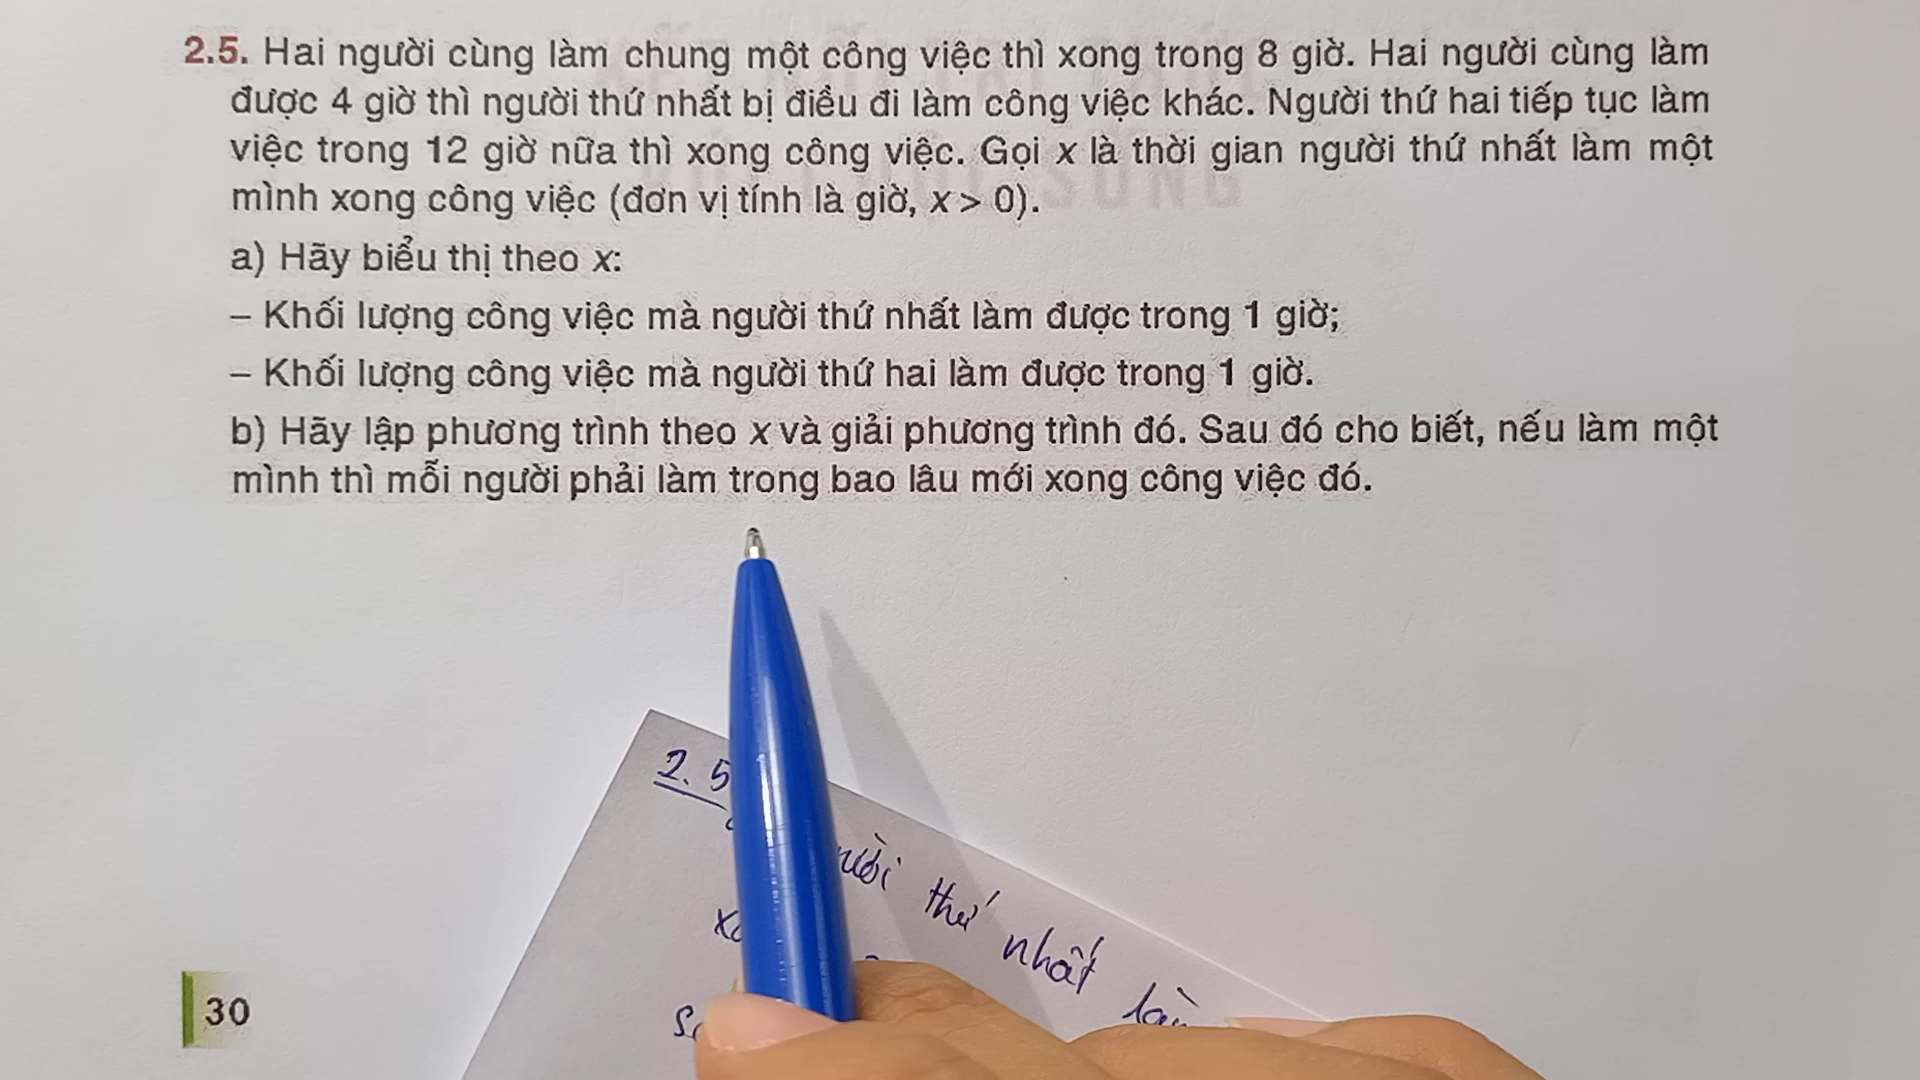 2.5. Hai người cùng làm chung một công việc thì xong trong 8 giờ. Hai người cùng làm
được 4 giờ thì người thứ nhất bị điều đi làm công việc khác. Người thứ hai tiếp tục làm
việc trong 12 giờ nữa thì xong công việc. Gọi x là thời gian người thứ nhất làm một
mình xong công việc (đơn vị tính là giờ, x > 0).
a) Hãy biểu thị theo x:
– Khối lượng công việc mà người thứ nhất làm được trong 1 giờ;
– Khối lượng công việc mà người thứ hai làm được trong 1 giờ.
b) Hãy lập phương trình theo x và giải phương trình đó. Sau đó cho biết, nếu làm một
mình thì mỗi người phải làm trong bao lâu mới xong công việc đó.
2.5
thứ nhất
30